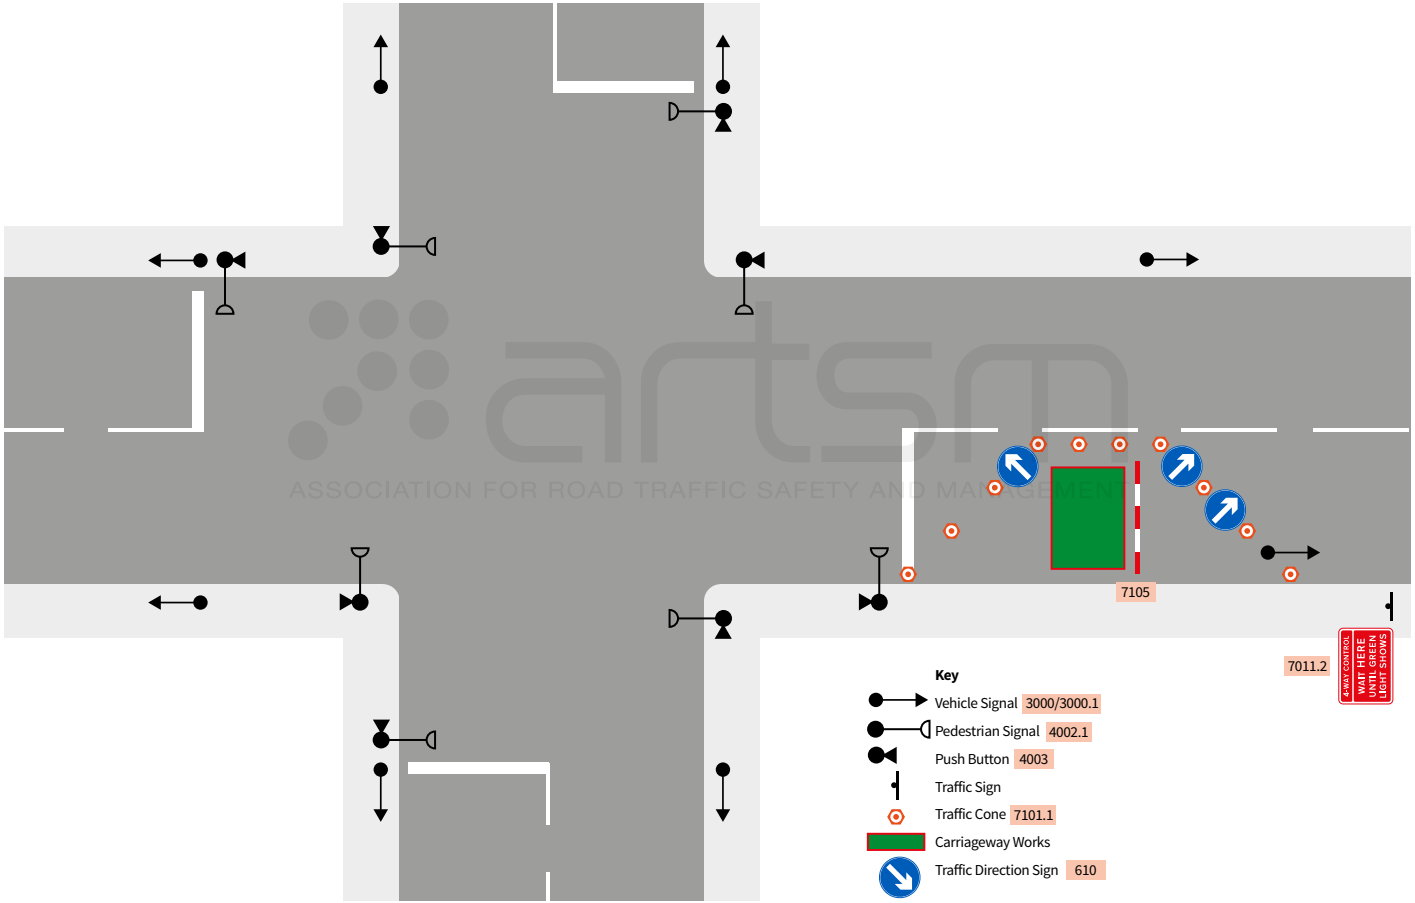 artsm
ASSOCIATION FOR ROAD TRAFFIC SAFETY AND MANAGEMENT
7105
7011.2
4-WAY CONTROL
WAIT HERE
UNTIL GREEN
LIGHT SHOWS
Key
Vehicle Signal 3000/3000.1
Pedestrian Signal 4002.1
Push Button 4003
Traffic Sign
Traffic Cone 7101.1
Carriageway Works
Traffic Direction Sign 610